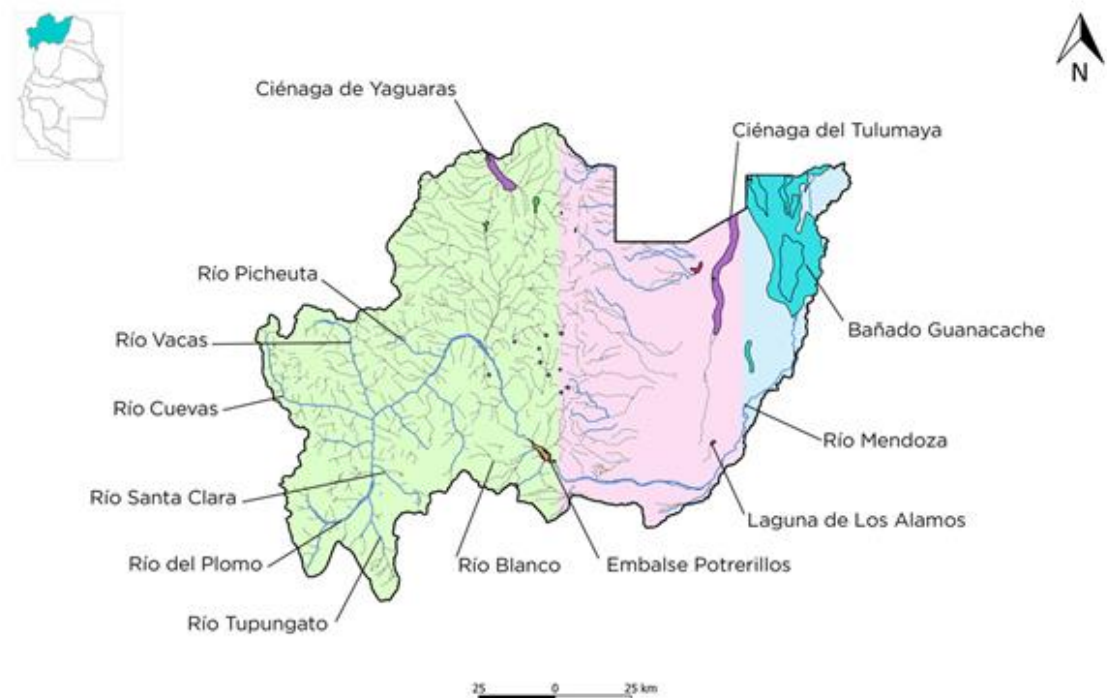 N
Ciénaga de Yaguaras
Ciénaga del Tulumaya
Río Picheuta
Río Vacas
Bañado Guanacache
Río Cuevas
Río Mendoza
Río Santa Clara
Laguna de Los Alamos
Río del Plomo
Río Blanco
Embalse Potrerillos
Río Tupungato
25 0 25 km